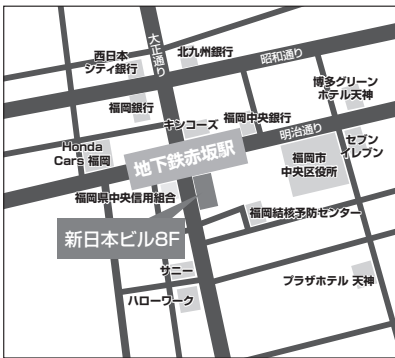 大正通り
西日本
シティ銀行
北九州銀行
昭和通り
博多グリーン
ホテル天神
福岡銀行
キンコーズ
福岡中央銀行
明治通り
セブン
イレブン
Honda
Cars 福岡
地下鉄赤坂駅
福岡市
中央区役所
福岡県中央信用組合
福岡結核予防センター
新日本ビル8F
サニー
ハローワーク
プラザホテル 天神